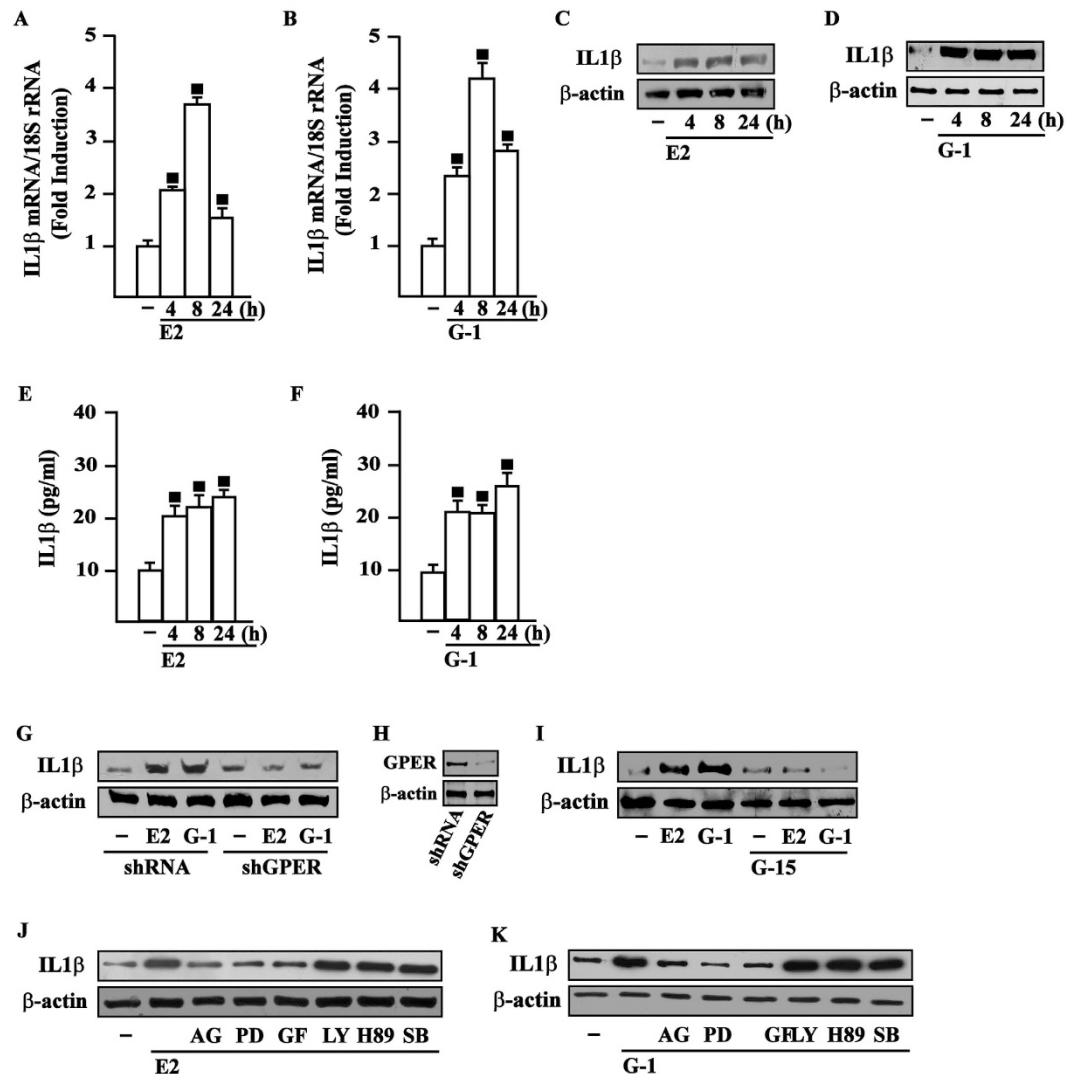 A
IL1β mRNA/18S rRNA
(Fold Induction)
5
4
3
2
1
– 4 8 24 (h)
E2
B
IL1β mRNA/18S rRNA
(Fold Induction)
5
4
3
2
1
– 4 8 24 (h)
G-1
C
IL1β
β-actin
– 4 8 24 (h)
E2
D
IL1β
β-actin
– 4 8 24 (h)
G-1
E
IL1β (pg/ml)
40
30
20
10
– 4 8 24 (h)
E2
F
IL1β (pg/ml)
40
30
20
10
– 4 8 24 (h)
G-1
G
IL1β
β-actin
– E2 G-1 – E2 G-1
shRNA shGPER
H
GPER
β-actin
shRNA
shGPER
I
IL1β
β-actin
– E2 G-1 – E2 G-1
G-15
J
IL1β
β-actin
– AG PD GF LY H89 SB
E2
K
IL1β
β-actin
– AG PD GFLY H89 SB
G-1